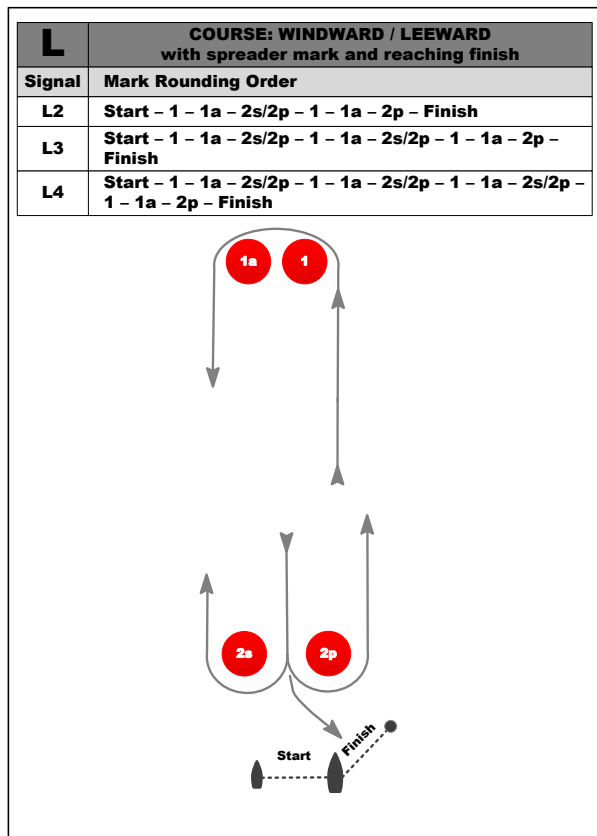 L
COURSE: WINDWARD / LEEWARD
with spreader mark and reaching finish
Signal Mark Rounding Order
L2 Start – 1 – 1a – 2s/2p – 1 – 1a – 2p – Finish
L3 Start – 1 – 1a – 2s/2p – 1 – 1a – 2s/2p – 1 – 1a – 2p –
Finish
L4 Start – 1 – 1a – 2s/2p – 1 – 1a – 2s/2p – 1 – 1a – 2s/2p –
1 – 1a – 2p – Finish
1a 1
2s 2p
Start Finish